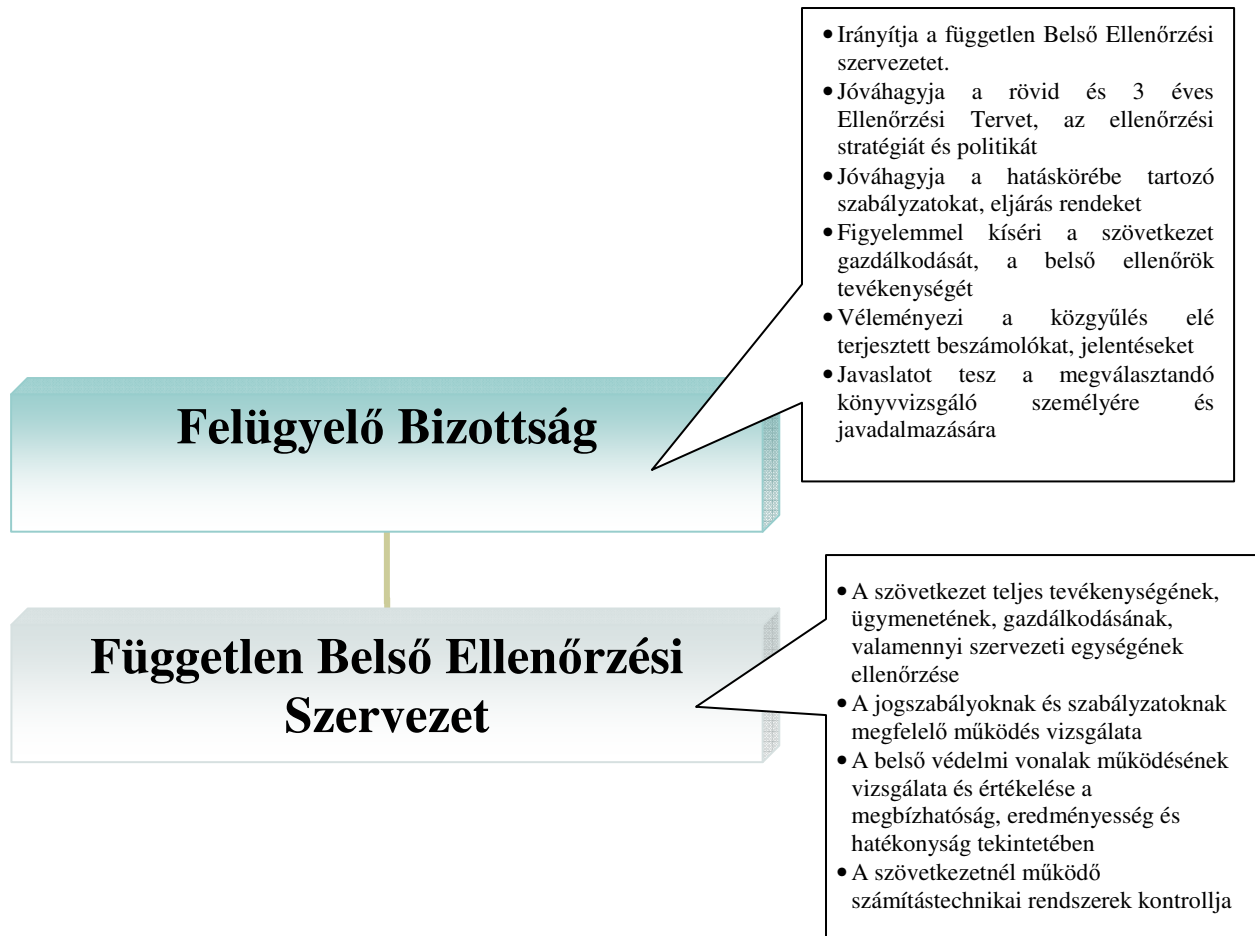 • Irányítja a független Belső Ellenőrzési
szervezetet.
• Jóváhagyja a rövid és 3 éves
Ellenőrzési Tervet, az ellenőrzési
stratégiát és politikát
• Jóváhagyja a hatáskörébe tartozó
szabályzatokat, eljárás rendeket
• Figyelemmel kíséri a szövetkezet
gazdálkodását, a belső ellenőrök
tevékenységét
• Véleményezi a közgyűlés elé
terjesztett beszámolókat, jelentéseket
• Javaslatot tesz a megválasztandó
könyvvizsgáló személyére és
javadalmazására
Felügyelő Bizottság
Független Belső Ellenőrzési
Szervezet
• A szövetkezet teljes tevékenységének,
ügymenetének, gazdálkodásának,
valamennyi szervezeti egységének
ellenőrzése
• A jogszabályoknak és szabályzatoknak
megfelelő működés vizsgálata
• A belső védelmi vonalak működésének
vizsgálata és értékelése a
megbízhatóság, eredményesség és
hatékonyság tekintetében
• A szövetkezetnél működő
számítástechnikai rendszerek kontrollja